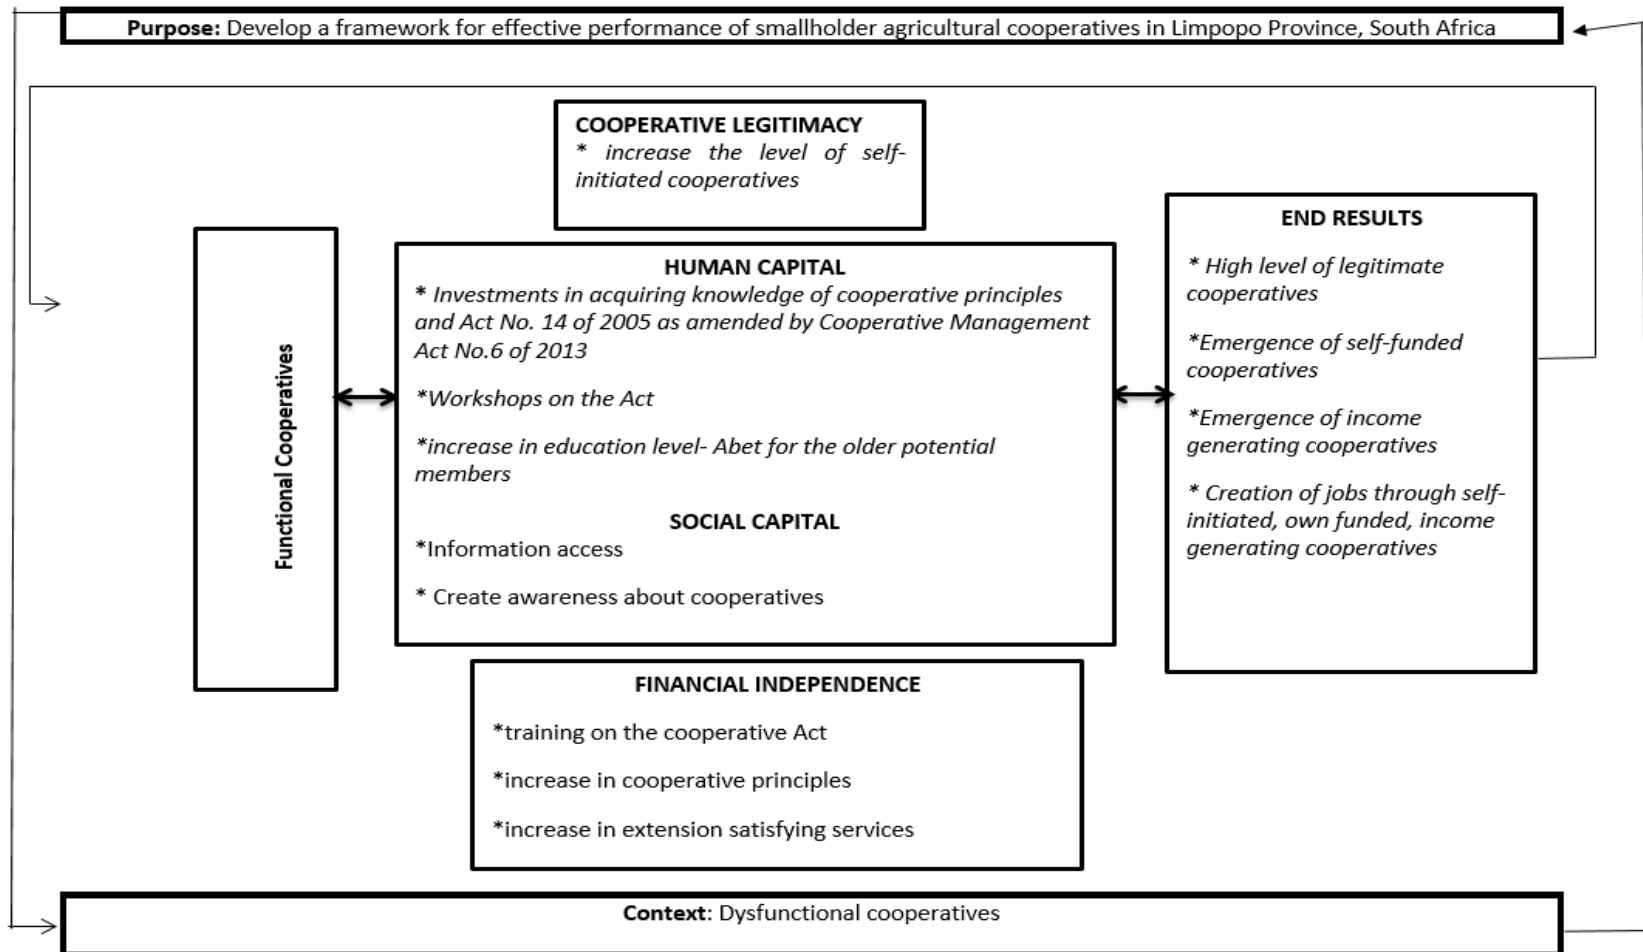 Purpose: Develop a framework for effective performance of smallholder agricultural cooperatives in Limpopo Province, South Africa
COOPERATIVE LEGITIMACY
* increase the level of self-
initiated cooperatives
Functional Cooperatives
HUMAN CAPITAL
* Investments in acquiring knowledge of cooperative principles
and Act No. 14 of 2005 as amended by Cooperative Management
Act No.6 of 2013
*Workshops on the Act
*increase in education level- Abet for the older potential
members
SOCIAL CAPITAL
*Information access
* Create awareness about cooperatives
END RESULTS
* High level of legitimate
cooperatives
*Emergence of self-funded
cooperatives
*Emergence of income
generating cooperatives
* Creation of jobs through self-
initiated, own funded, income
generating cooperatives
FINANCIAL INDEPENDENCE
*training on the cooperative Act
*increase in cooperative principles
*increase in extension satisfying services
Context: Dysfunctional cooperatives